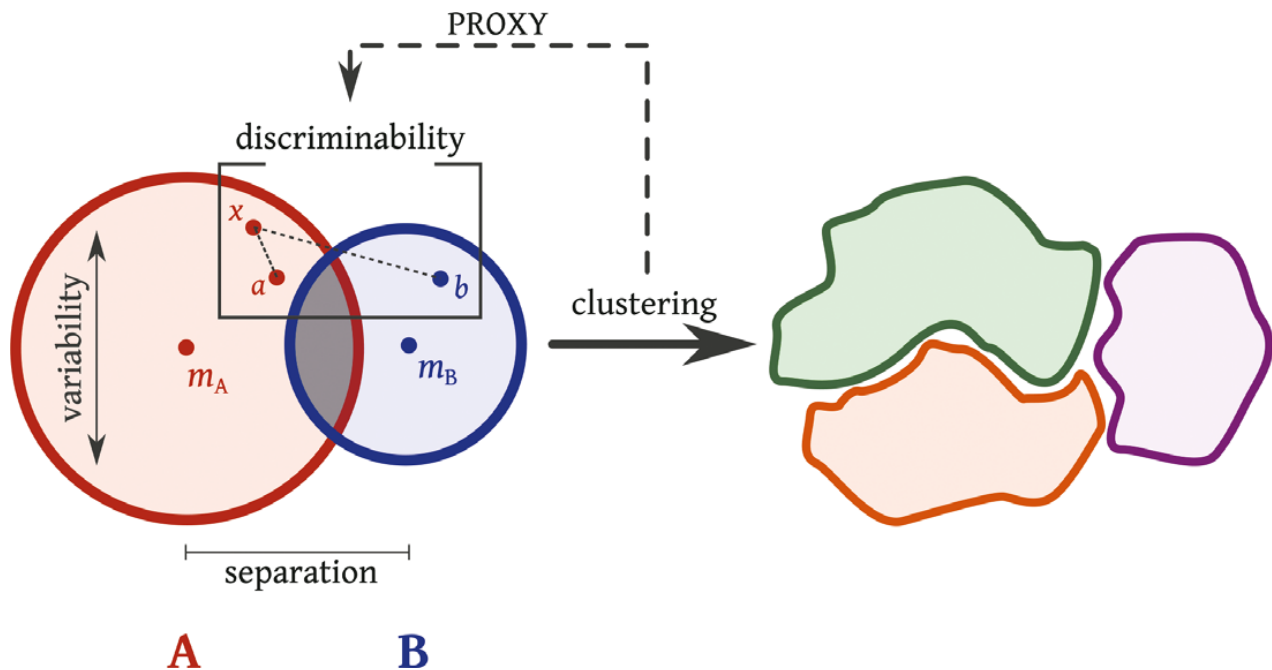 PROXY
discriminability
x
a
b
clustering
variability
m_A
m_B
separation
A
B